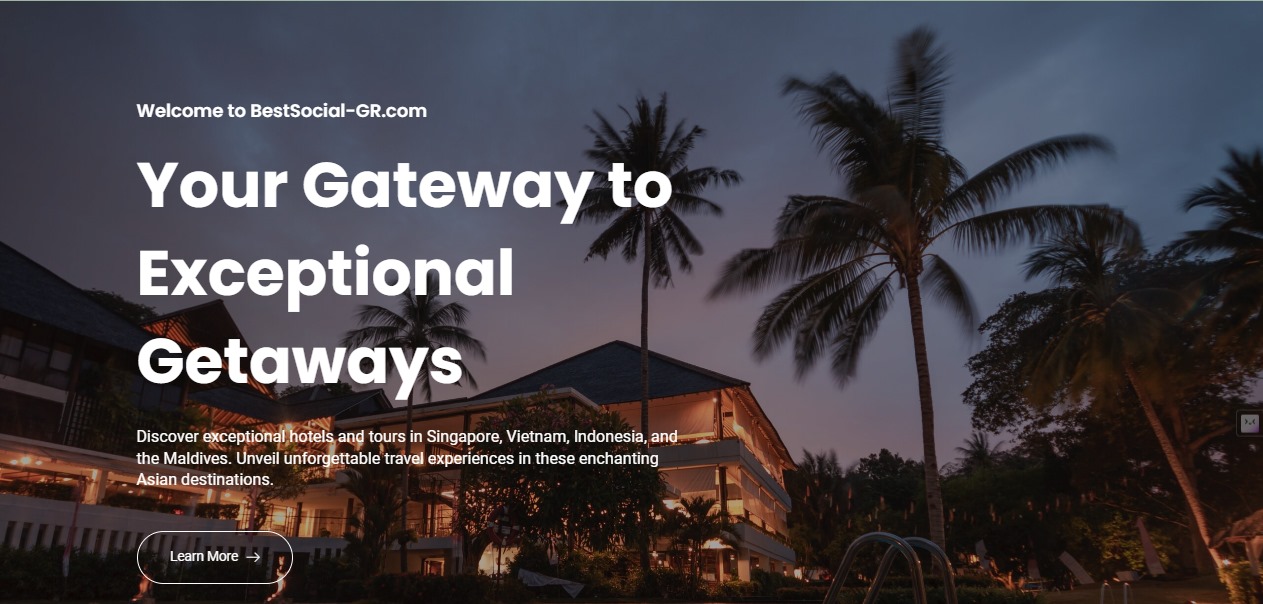 Welcome to BestSocial-GR.com
Your Gateway to
Exceptional
Getaways
Discover exceptional hotels and tours in Singapore, Vietnam, Indonesia, and
the Maldives. Unveil unforgettable travel experiences in these enchanting
Asian destinations.
Learn More →